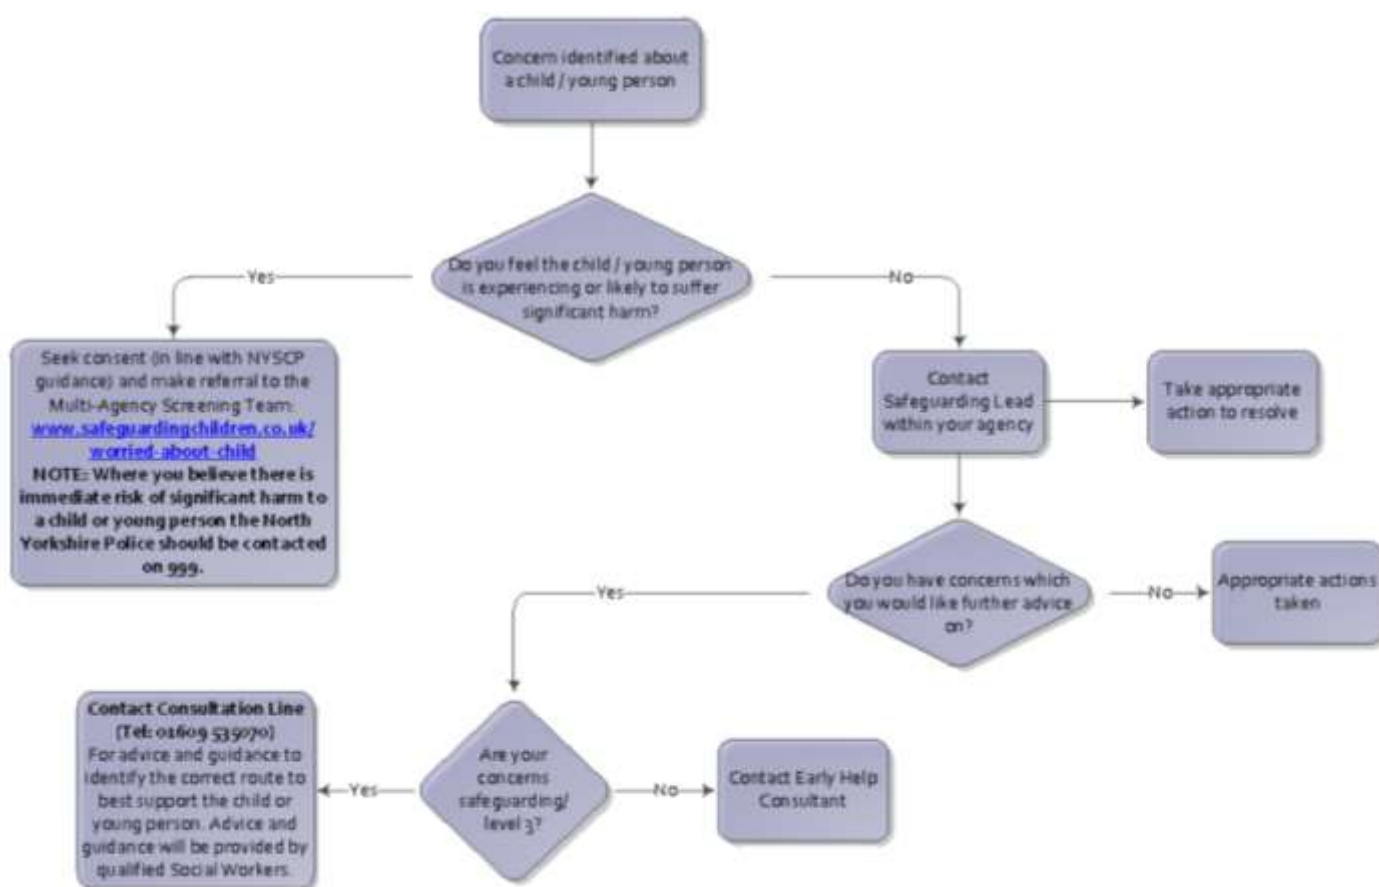 Concern identified about
a child / young person
Do you feel the child / young person
is experiencing or likely to suffer
significant harm?
Yes
No
Seek consent (in line with NYSCP
guidance) and make referral to the
Multi-Agency Screening Team:
www.safeguardingchildren.co.uk/
worried-about-child
NOTE: Where you believe there is
immediate risk of significant harm to
a child or young person the North
Yorkshire Police should be contacted
on 999.
Contact
Safeguarding Lead
within your agency
Take appropriate
action to resolve
Do you have concerns which
you would like further advice
on?
Yes
No
Appropriate actions
taken
Are your
concerns
safeguarding/
level 3?
Yes
No
Contact Consultation Line
(Tel: 01609 535070)
For advice and guidance to
identify the correct route to
best support the child or
young person. Advice and
guidance will be provided by
qualified Social Workers.
Contact Early Help
Consultant